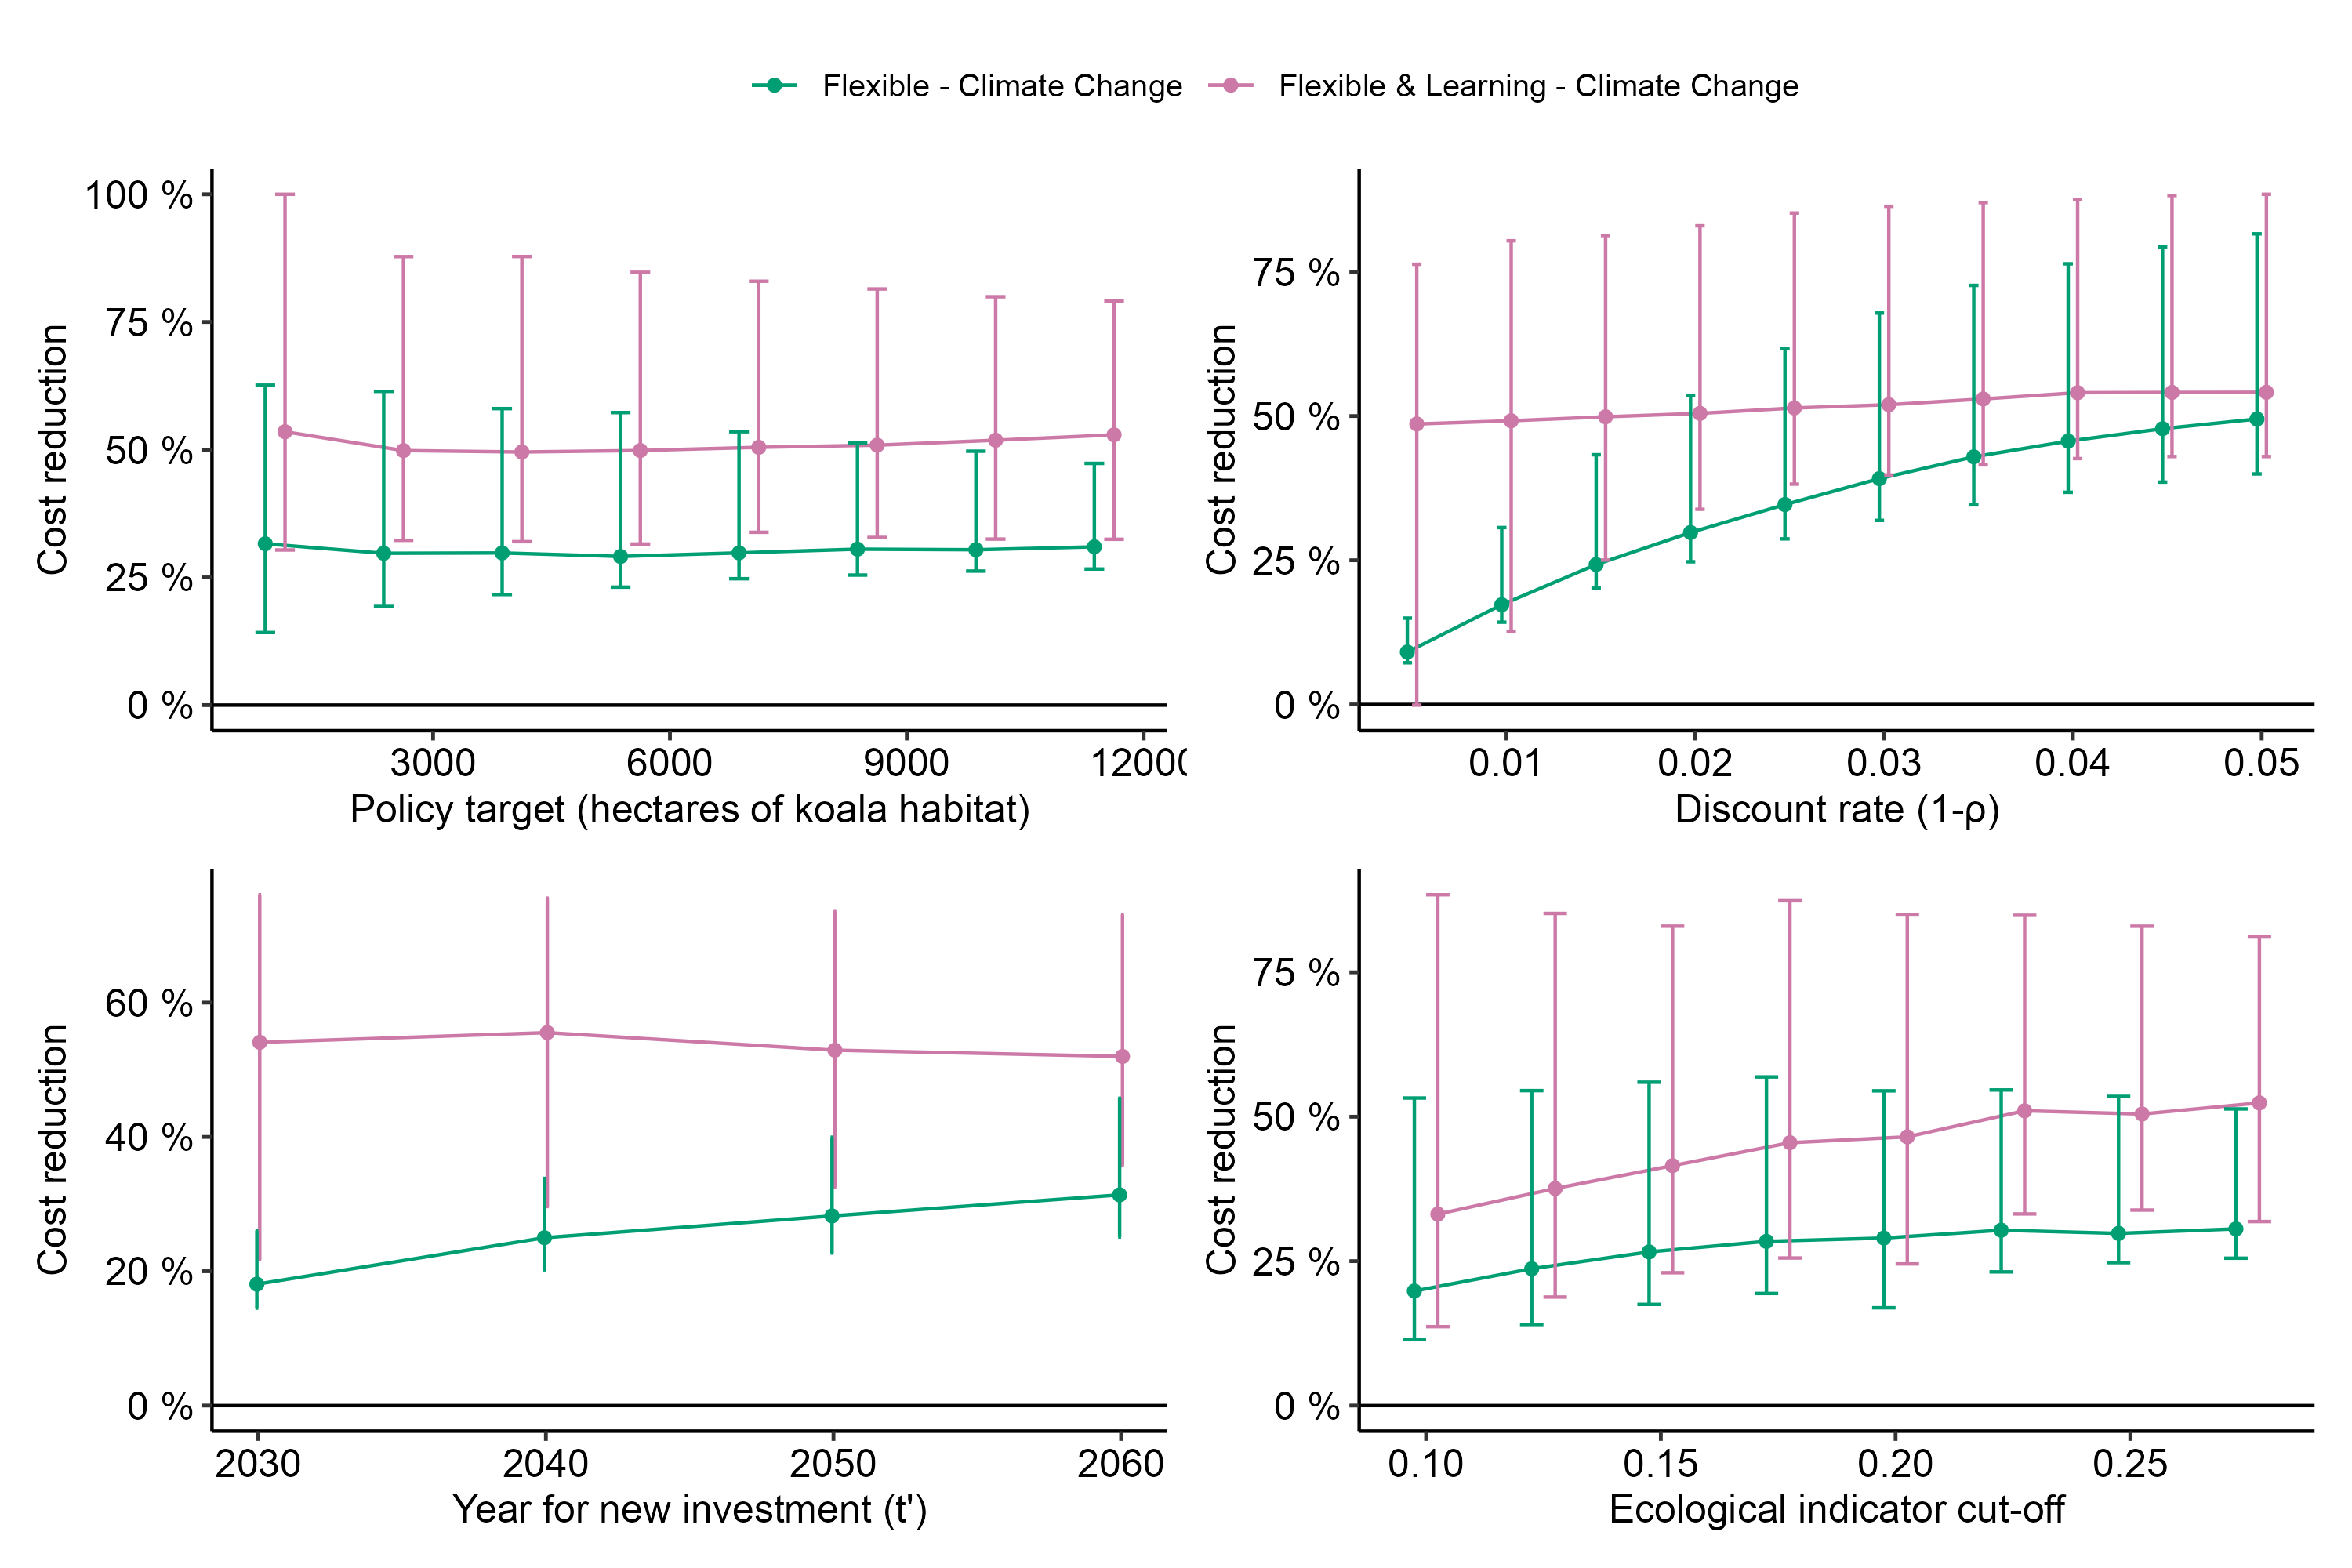 Flexible - Climate Change Flexible & Learning - Climate Change
100 %
75 %
50 %
25 %
0 %
Cost reduction
3000 6000 9000 12000
Policy target (hectares of koala habitat)
75 %
50 %
25 %
0 %
Cost reduction
0.01 0.02 0.03 0.04 0.05
Discount rate (1-ρ)
60 %
40 %
20 %
0 %
Cost reduction
2030 2040 2050 2060
Year for new investment (t')
75 %
50 %
25 %
0 %
Cost reduction
0.10 0.15 0.20 0.25
Ecological indicator cut-off